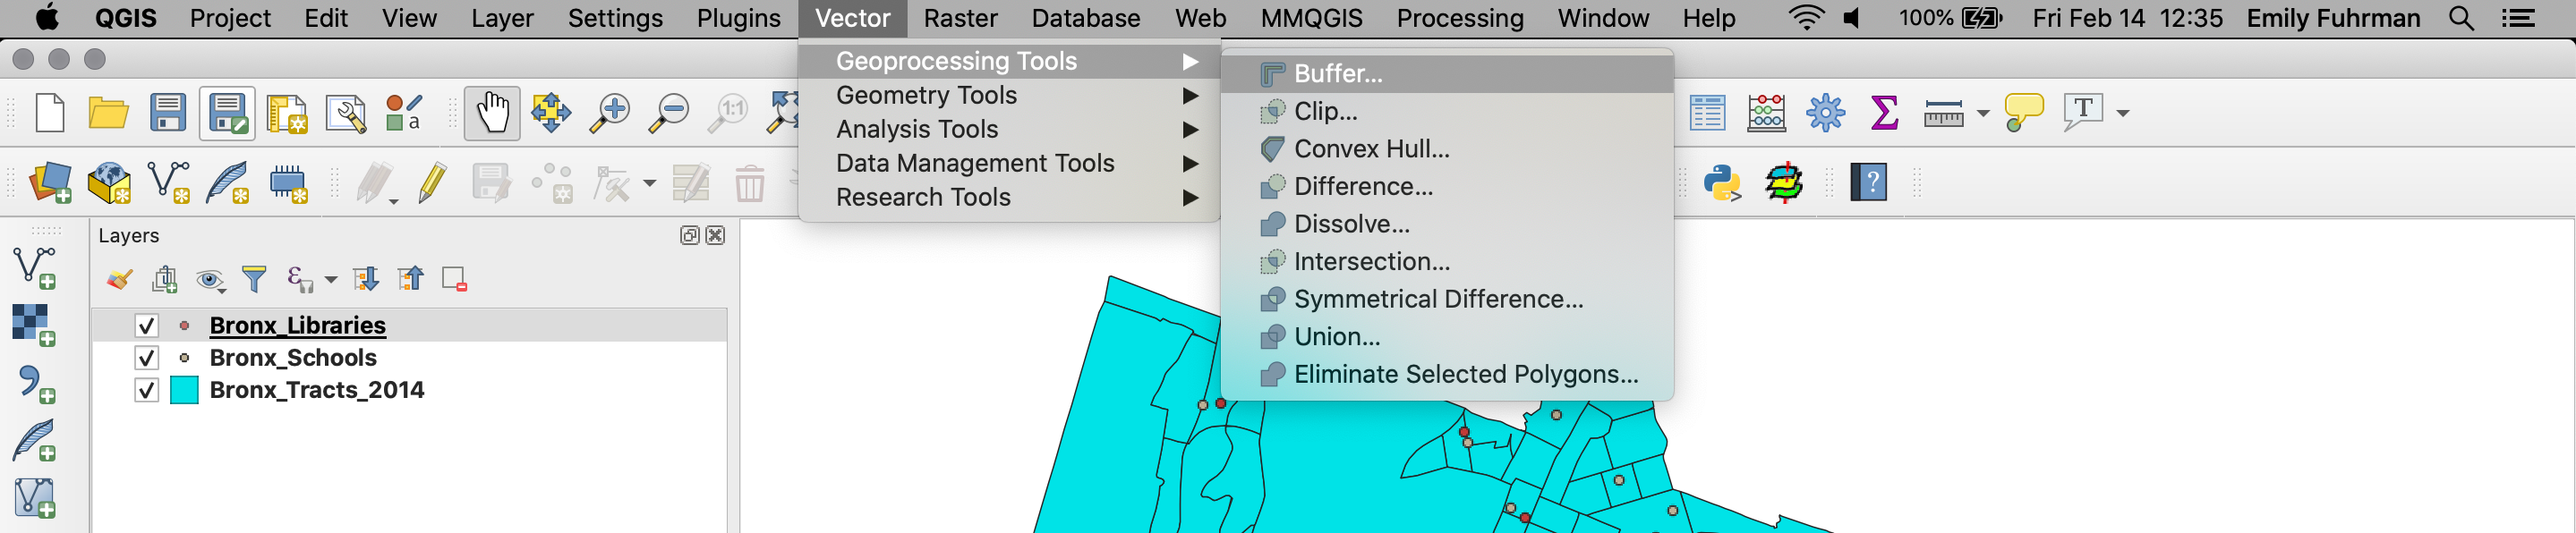 QGIS Project Edit View Layer Settings Plugins Vector Raster Database Web MMQGIS Processing Window Help 100% Fri Feb 14 12:35 Emily Fuhrman
Geoprocessing Tools
Geometry Tools
Analysis Tools
Data Management Tools
Research Tools
Buffer...
Clip...
Convex Hull...
Difference...
Dissolve...
Intersection...
Symmetrical Difference...
Union...
Eliminate Selected Polygons...
a
1:1
Σ
T
?
Layers
ε
Bronx_Libraries
Bronx_Schools
Bronx_Tracts_2014